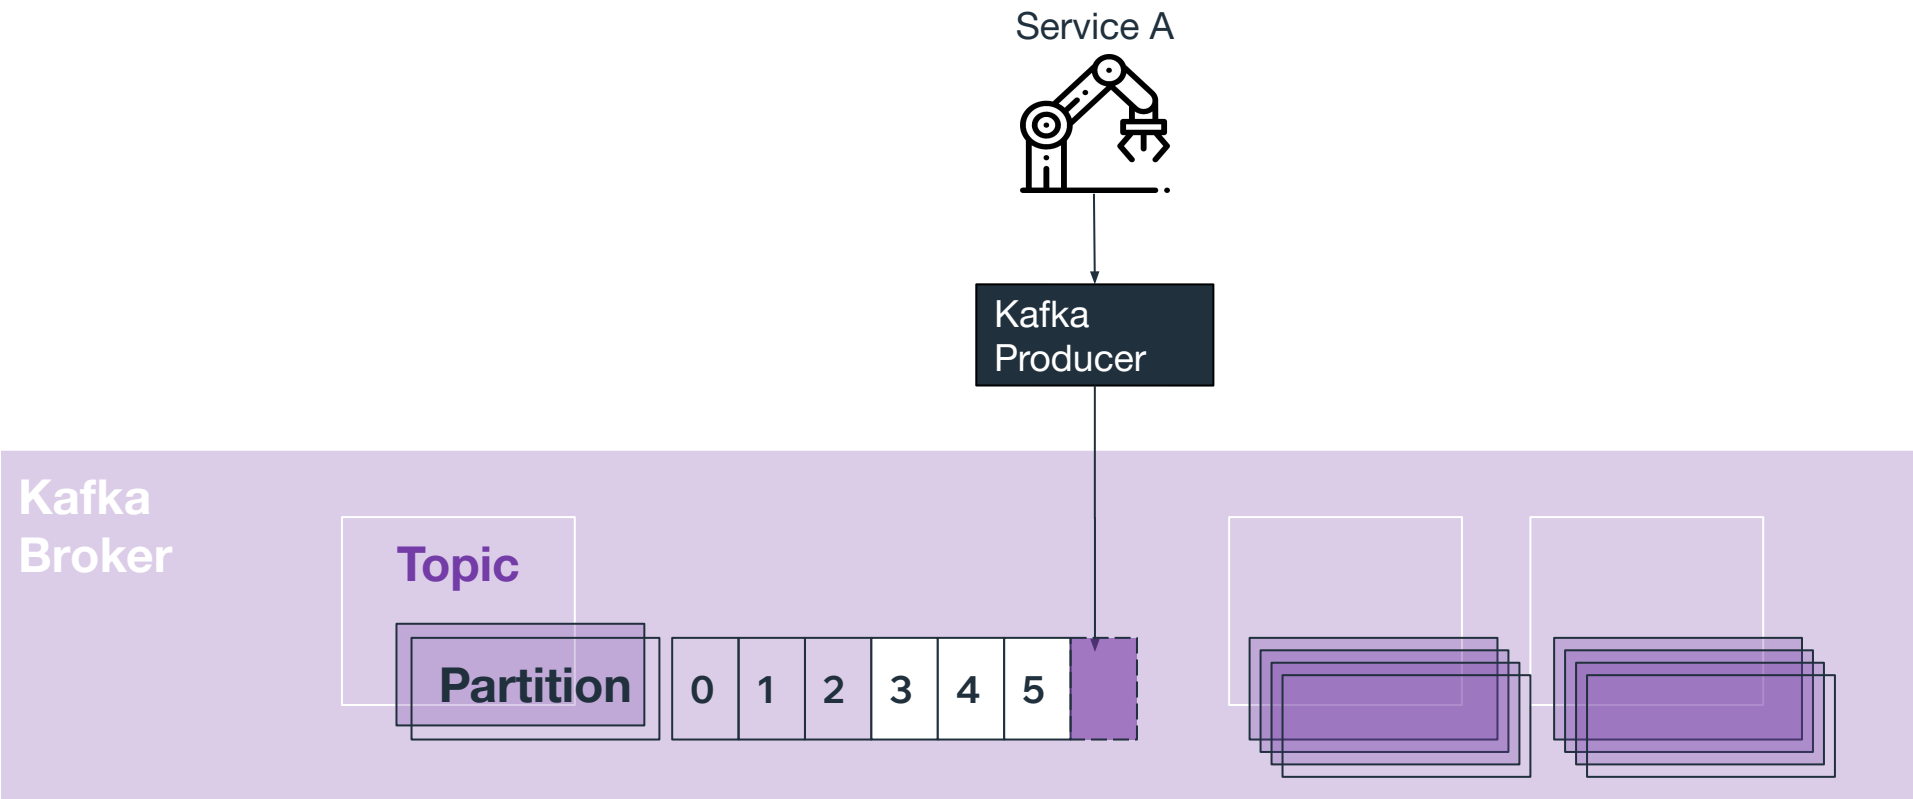 Service A
Kafka
Producer
Kafka
Broker
Topic
Partition
0 1 2 3 4 5